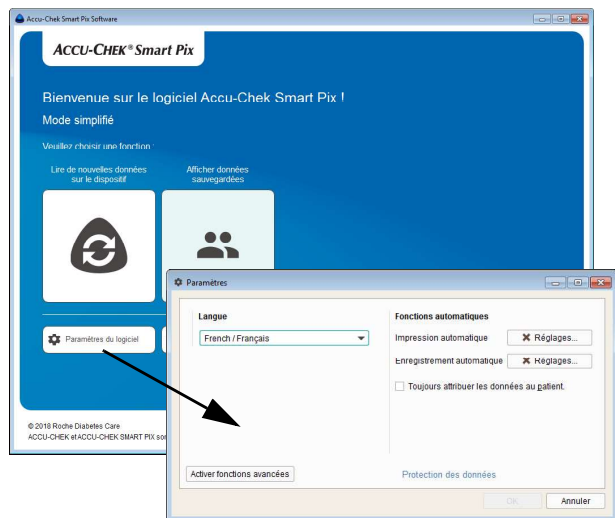 Accu-Chek Smart Pix Software
ACCU-CHEK® Smart Pix
Bienvenue sur le logiciel Accu-Chek Smart Pix !
Mode simplifié
Veuillez choisir une fonction :
Lire de nouvelles données
sur le dispositif
Afficher données
sauvegardées
Paramètres du logiciel
© 2018 Roche Diabetes Care
ACCU-CHEK et ACCU-CHEK SMART PIX
Paramètres
Langue
French / Français
Fonctions automatiques
Impression automatique
Réglages...
Enregistrement automatique
Réglages...
Toujours attribuer les données au patient.
Activer fonctions avancées
Protection des données
OK
Annuler